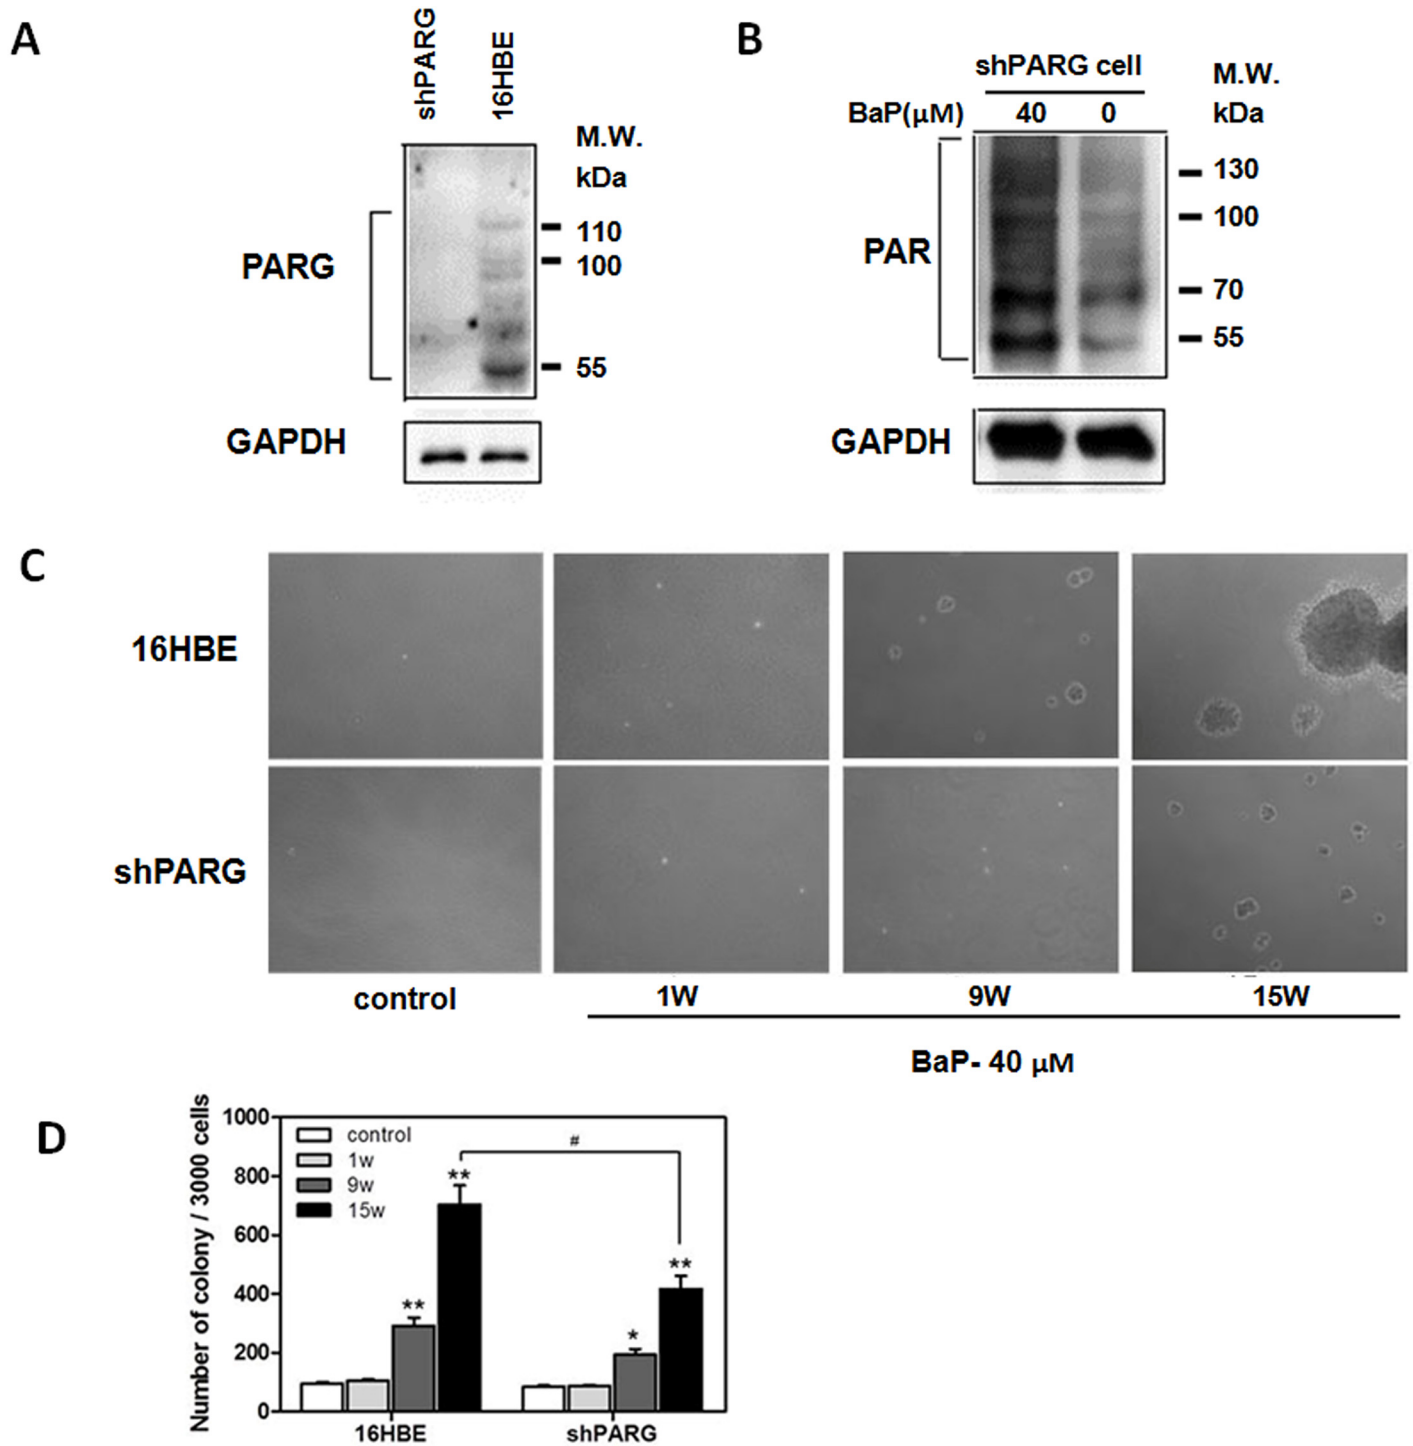 A
shPARG
16HBE
M.W.
kDa
PARG
110
100
55
GAPDH
B
shPARG cell
BaP(μM)
40
0
M.W.
kDa
PAR
130
100
70
55
GAPDH
C
16HBE
shPARG
control
1W
9W
15W
BaP- 40 μM
D
Number of colony / 3000 cells
1000
800
600
400
200
0
control
1w
9w
15w
**
**
#
*
**
16HBE
shPARG